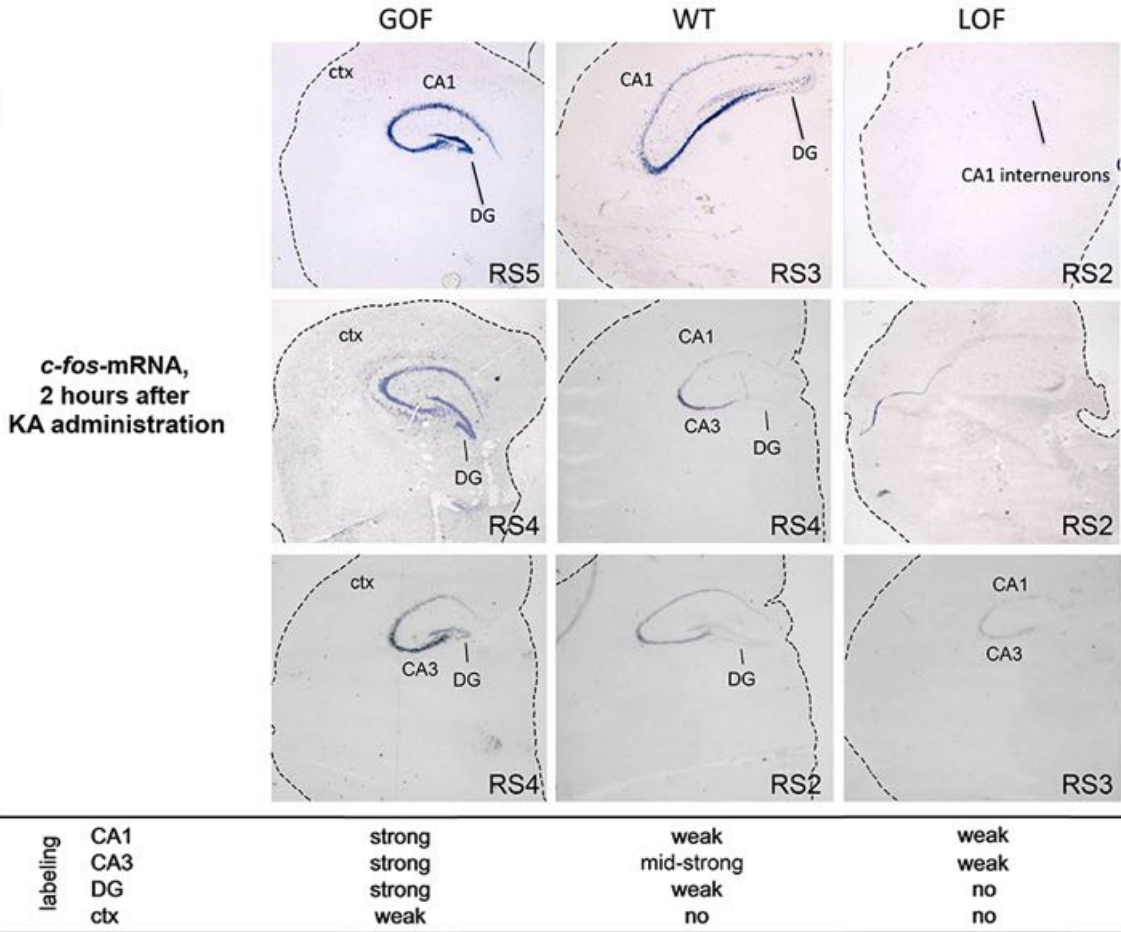 GOF WT LOF
ctx CA1 DG RS5
CA1 DG RS3
CA1 interneurons RS2
c-fos-mRNA,
2 hours after
KA administration
ctx DG RS4
CA1 CA3 DG RS4
RS2
ctx CA3 DG RS4
DG RS2
CA1 CA3 RS3
labeling
CA1 strong weak weak
CA3 strong mid-strong weak
DG strong weak no
ctx weak no no